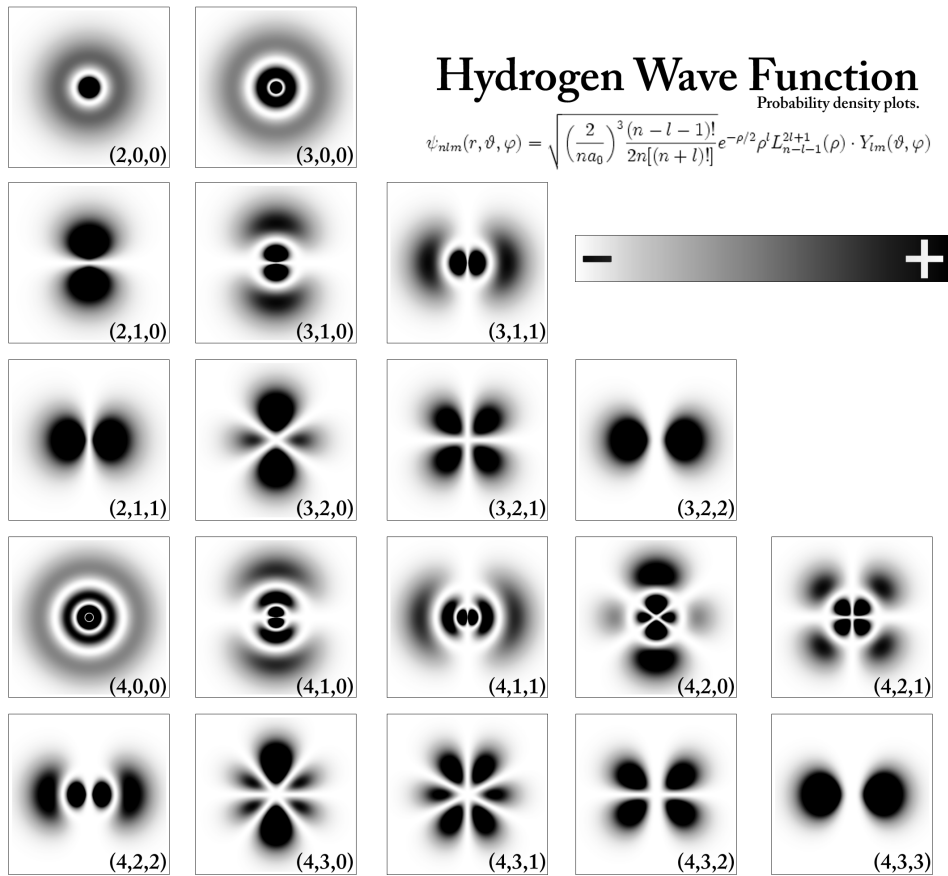 Hydrogen Wave Function
Probability density plots.
ψnlm(r, ϑ, φ) = √((2/na0)^3 (n − l − 1)!/2n[(n + l)!]) e^{−ρ/2} ρ^l L^{2l+1}_{n−l−1}(ρ) · Ylm(ϑ, φ)
− +
(2,0,0) (3,0,0)
(2,1,0) (3,1,0) (3,1,1)
(2,1,1) (3,2,0) (3,2,1) (3,2,2)
(4,0,0) (4,1,0) (4,1,1) (4,2,0) (4,2,1)
(4,2,2) (4,3,0) (4,3,1) (4,3,2) (4,3,3)